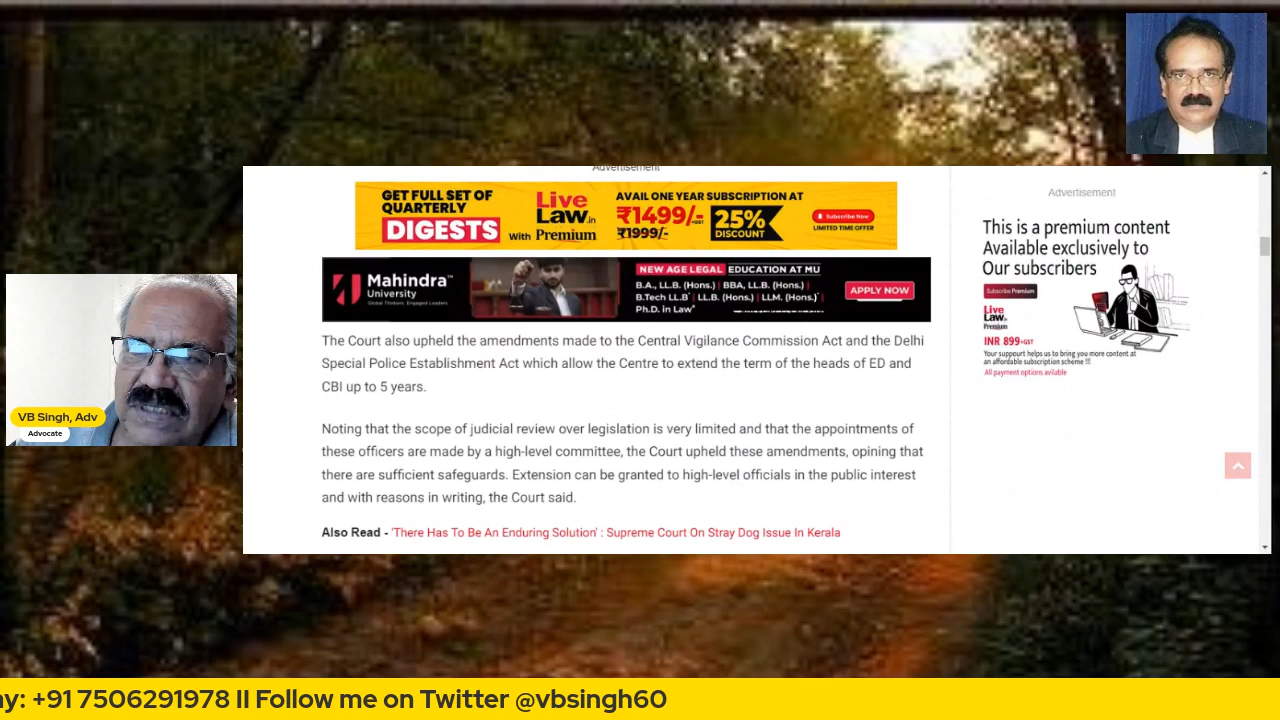 Advertisement
GET FULL SET OF
QUARTERLY
DIGESTS
With
Live
Law.in
Premium
AVAIL ONE YEAR SUBSCRIPTION AT
₹1499/-
+GST
₹1999/-
25%
DISCOUNT
Subscribe Now
LIMITED TIME OFFER
Mahindra™
University
Global Thinkers. Engaged Leaders
NEW AGE LEGAL EDUCATION AT MU
B.A., LL.B. (Hons.) | BBA, LL.B. (Hons.) |
B.Tech LL.B* | LL.B. (Hons.) | LLM. (Hons.)* |
Ph.D. in Law*
APPLY NOW
The Court also upheld the amendments made to the Central Vigilance Commission Act and the Delhi
Special Police Establishment Act which allow the Centre to extend the term of the heads of ED and
CBI up to 5 years.
Noting that the scope of judicial review over legislation is very limited and that the appointments of
these officers are made by a high-level committee, the Court upheld these amendments, opining that
there are sufficient safeguards. Extension can be granted to high-level officials in the public interest
and with reasons in writing, the Court said.
Also Read - 'There Has To Be An Enduring Solution' : Supreme Court On Stray Dog Issue In Kerala
Advertisement
This is a premium content
Available exclusively to
Our subscribers
Subscribe Premium
Live
Law.in
Premium
INR 899+GST
Your suppourt helps us to bring you more content at
an affordable subscription scheme !!!
All payment options avilable
VB Singh, Adv
Advocate
ay: +91 7506291978 II Follow me on Twitter @vbsingh60